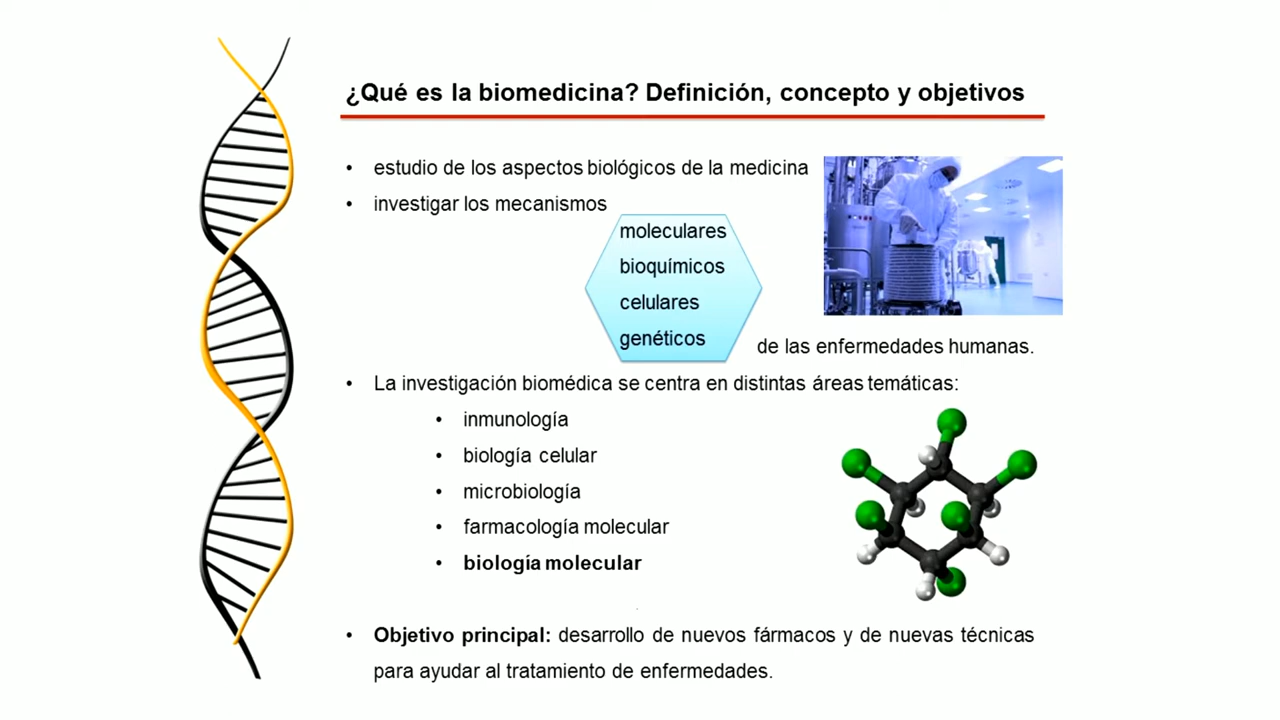 ¿Qué es la biomedicina? Definición, concepto y objetivos
• estudio de los aspectos biológicos de la medicina
• investigar los mecanismos
moleculares
bioquímicos
celulares
genéticos
de las enfermedades humanas.
• La investigación biomédica se centra en distintas áreas temáticas:
• inmunología
• biología celular
• microbiología
• farmacología molecular
• biología molecular
• Objetivo principal: desarrollo de nuevos fármacos y de nuevas técnicas
para ayudar al tratamiento de enfermedades.